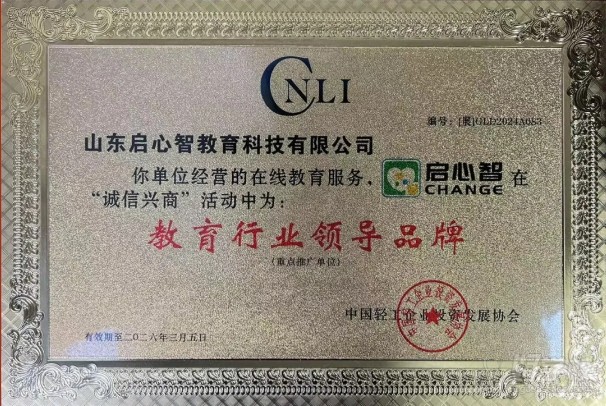 CNLI
编号：[展]GLD2024A683
山东启心智教育科技有限公司
你单位经营的在线教育服务，启心智 CHANGE 在
“诚信兴商”活动中为：
教育行业领导品牌
（重点推广单位）
中国轻工企业投资发展协会
有效期至二〇二六年三月五日